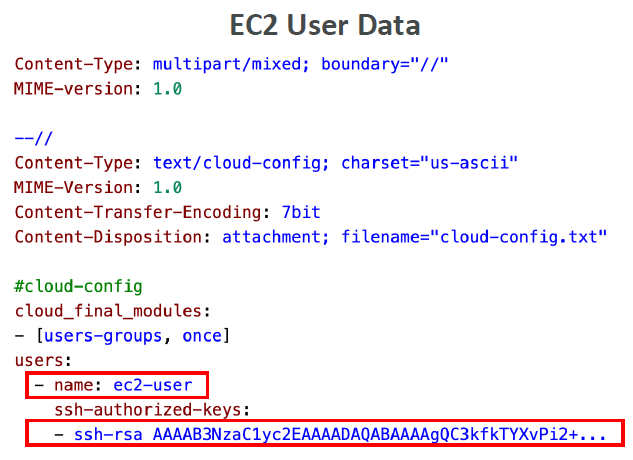 EC2 User Data
Content-Type: multipart/mixed; boundary="//"
MIME-version: 1.0
--//
Content-Type: text/cloud-config; charset="us-ascii"
MIME-Version: 1.0
Content-Transfer-Encoding: 7bit
Content-Disposition: attachment; filename="cloud-config.txt"
#cloud-config
cloud_final_modules:
- [users-groups, once]
users:
  - name: ec2-user
    ssh-authorized-keys:
    - ssh-rsa AAAAB3NzaC1yc2EAAAADAQABAAAAgQC3kfkTYXvPi2+...